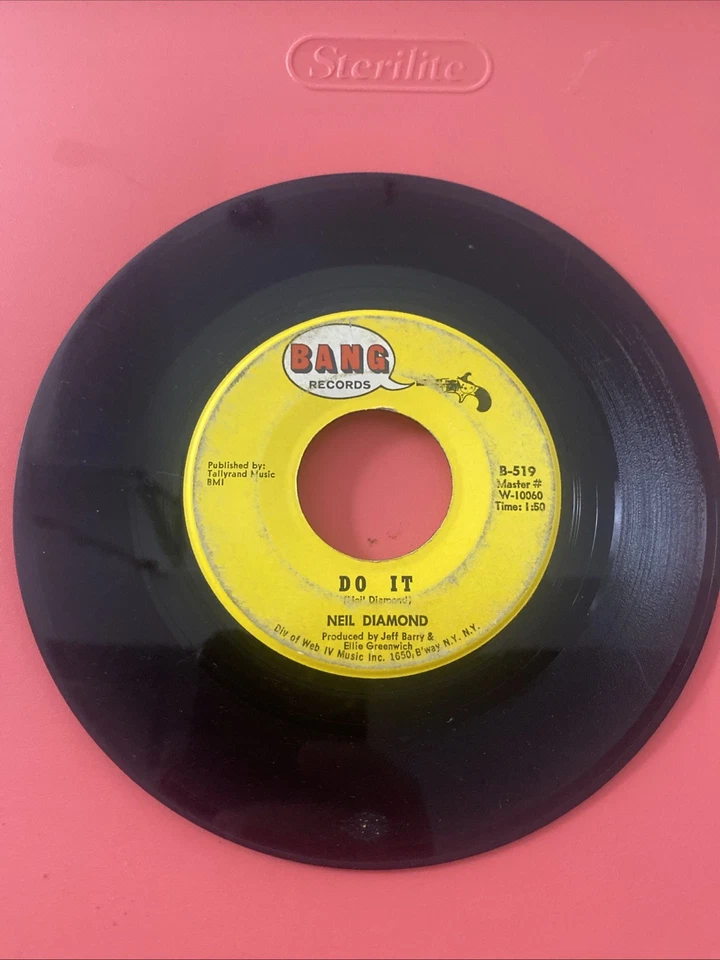 Sterilite
BANG
RECORDS
Published by:
Tallyrand Music
BMI
B-519
Master #
W-10060
Time: 1:50
DO IT
(Neil Diamond)
NEIL DIAMOND
Produced by Jeff Barry &
Ellie Greenwich
Div of Web IV Music Inc. 1650, B'way N.Y. N.Y.